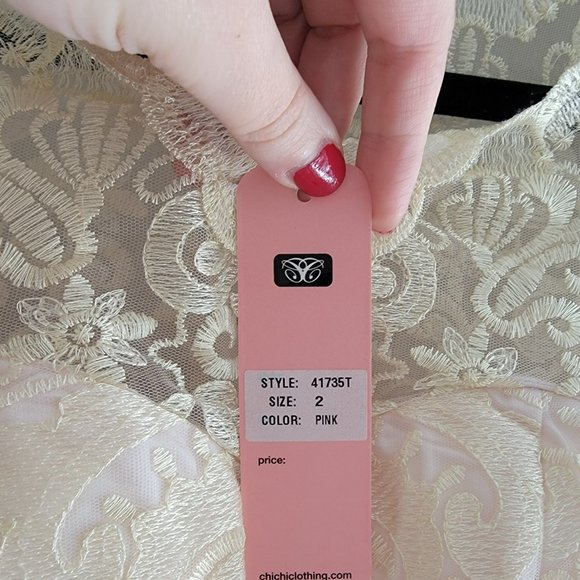 STYLE: 41735T
SIZE: 2
COLOR: PINK
price:
chichiclothing.com